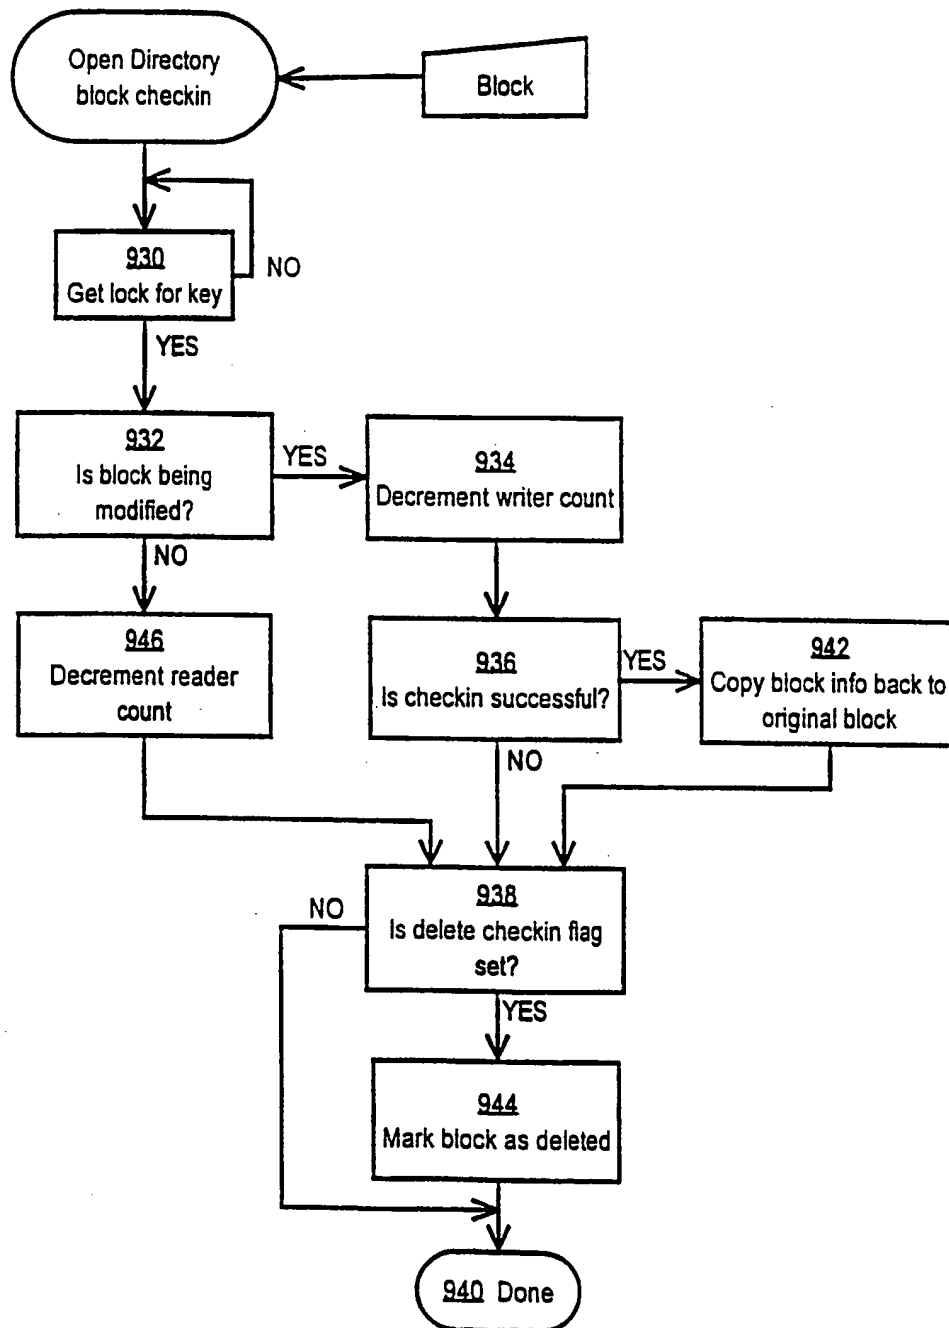 Open Directory
block checkin
Block
930
Get lock for key
NO
YES
932
Is block being
modified?
YES
934
Decrement writer count
NO
946
Decrement reader
count
936
Is checkin successful?
YES
942
Copy block info back to
original block
NO
938
Is delete checkin flag
set?
NO
YES
944
Mark block as deleted
940 Done